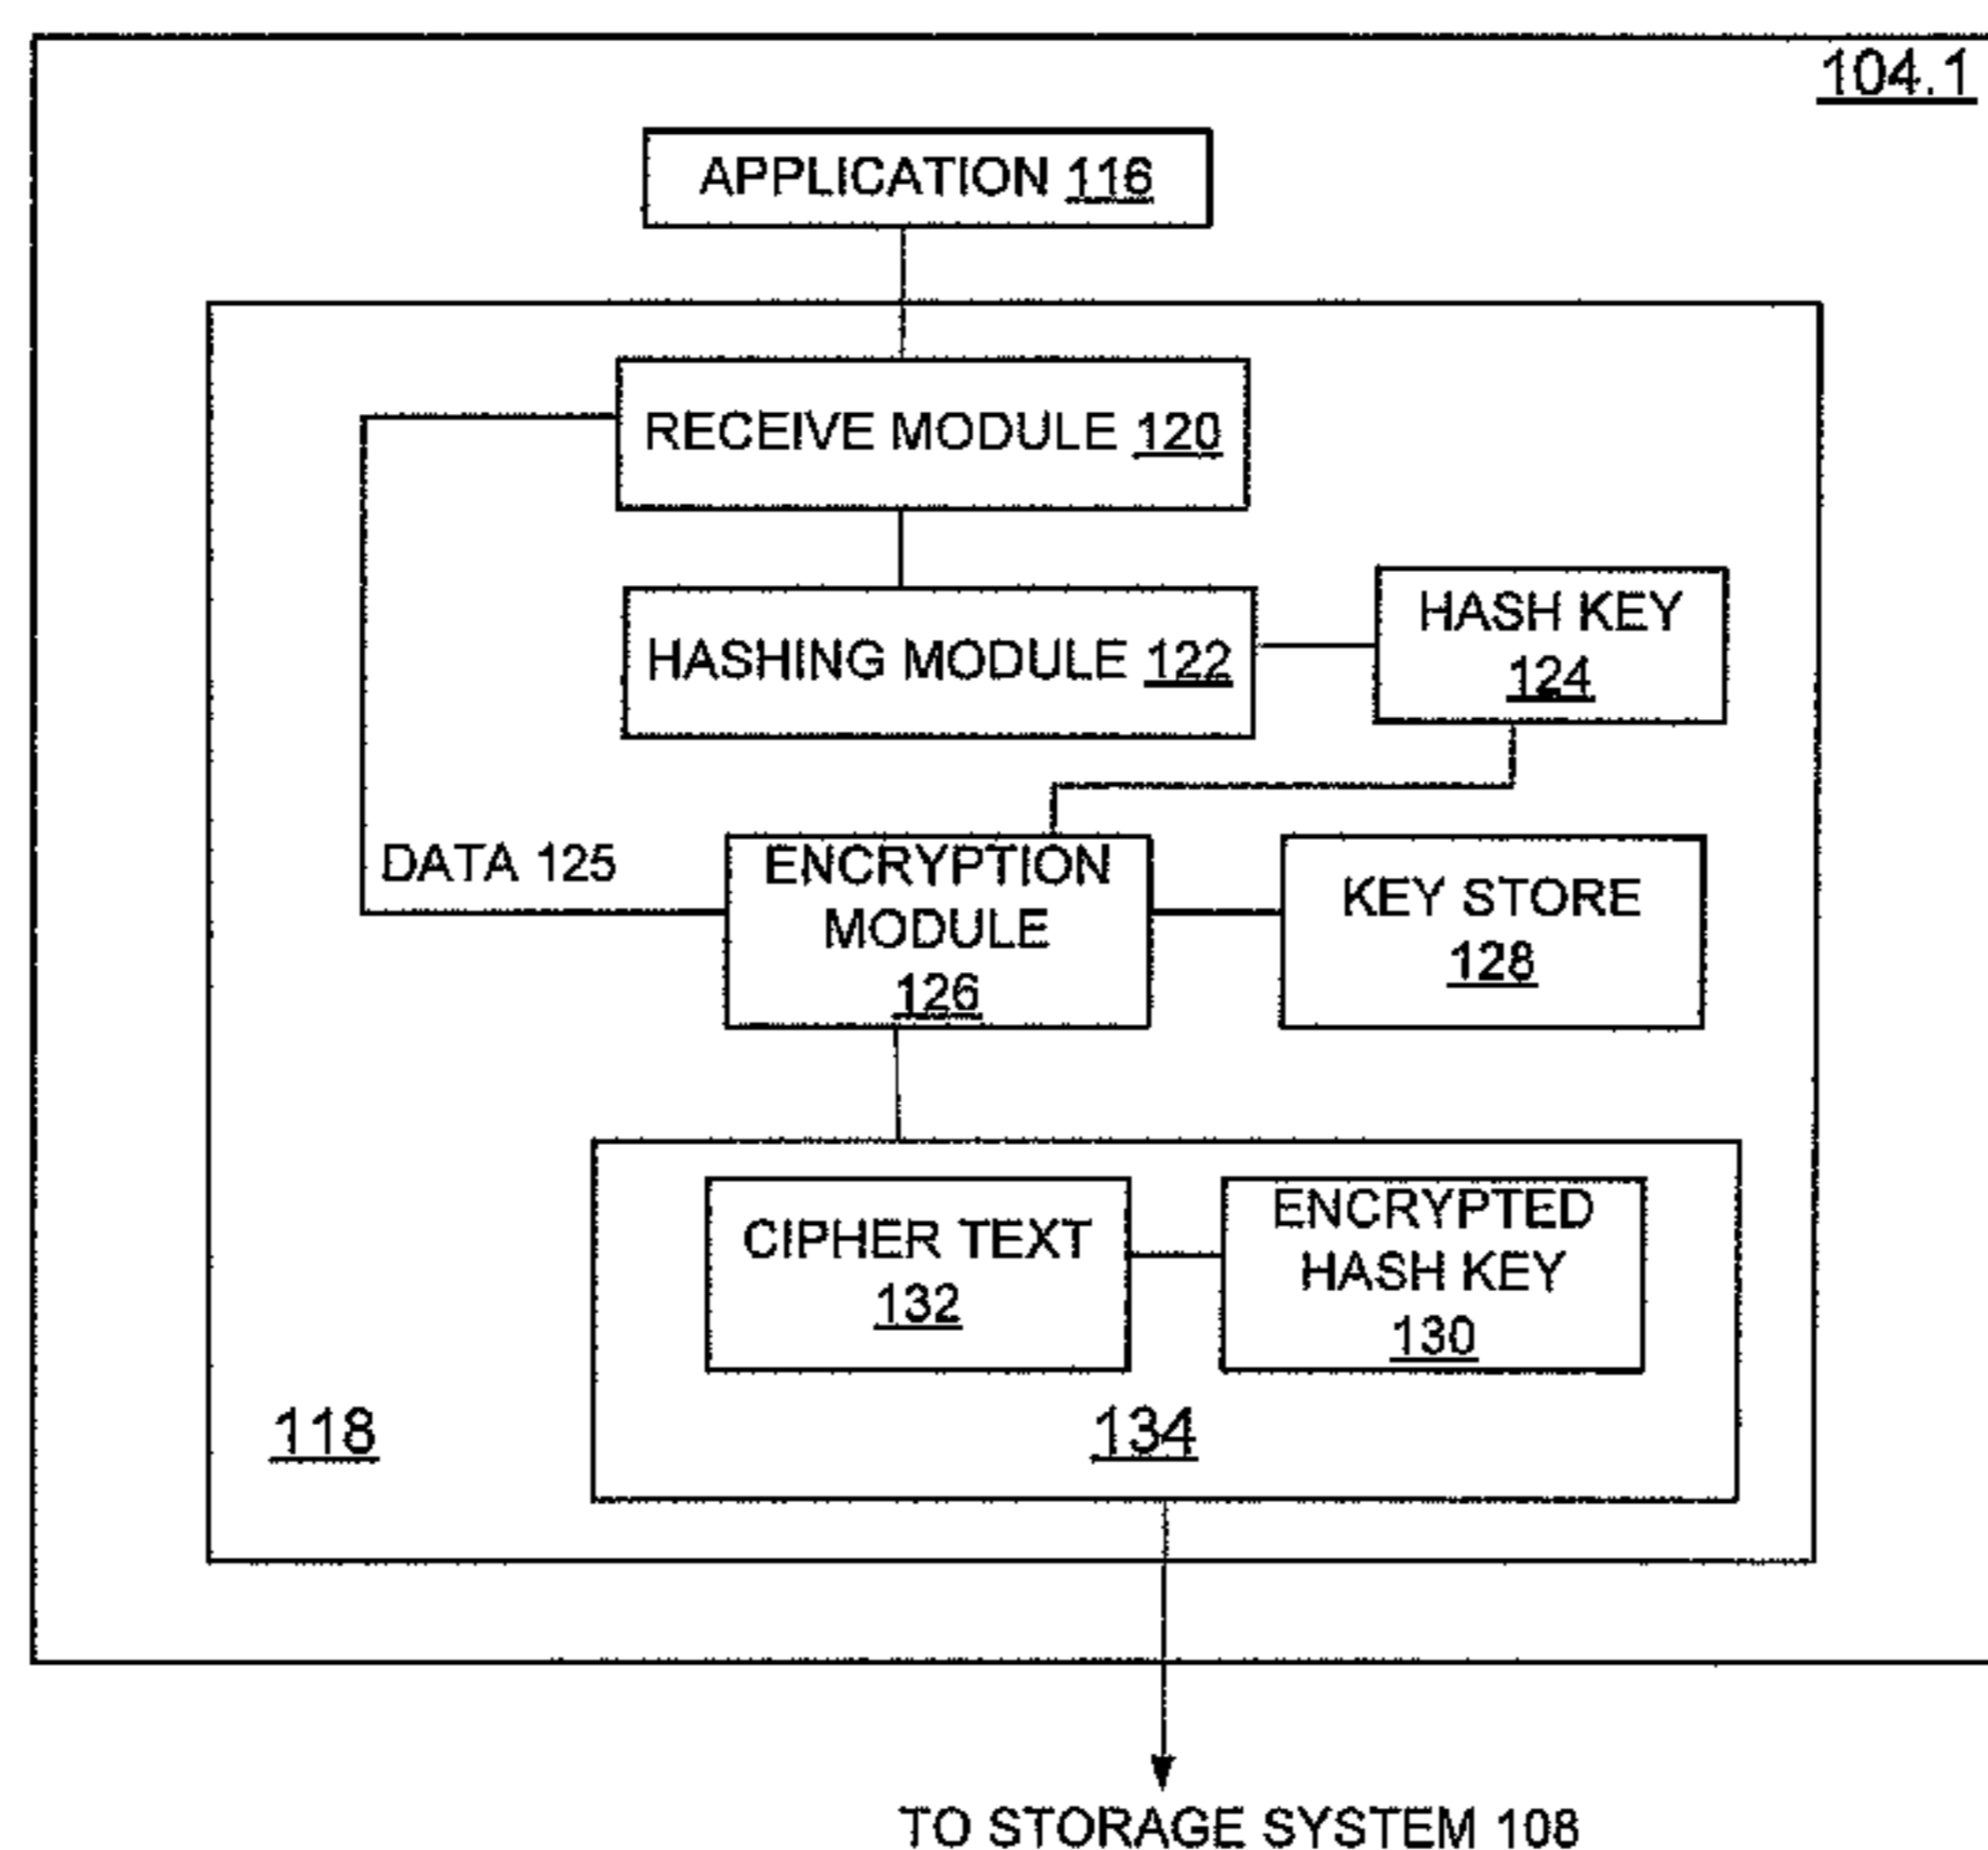 104.1
APPLICATION 116
RECEIVE MODULE 120
HASHING MODULE 122
HASH KEY
124
DATA 125
ENCRYPTION
MODULE
126
KEY STORE
128
CIPHER TEXT
132
ENCRYPTED
HASH KEY
130
118
134
TO STORAGE SYSTEM 108